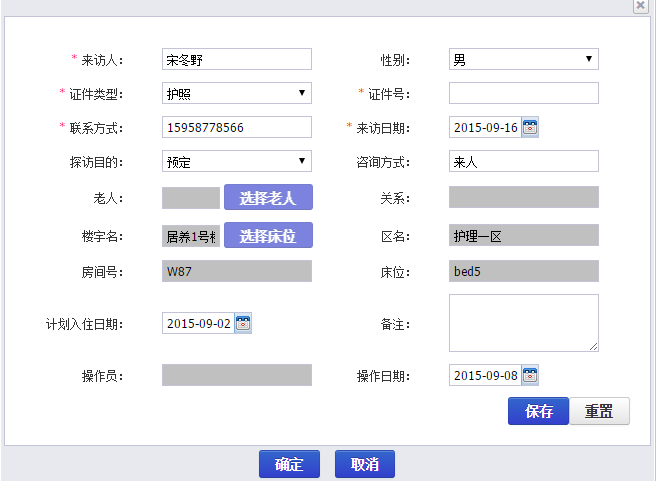 * 来访人： 宋冬野 性别： 男
* 证件类型： 护照 * 证件号：
* 联系方式： 15958778566 * 来访日期： 2015-09-16
探访目的： 预定 咨询方式： 来人
老人： 选择老人 关系：
楼宇名： 居养1号 选择床位 区名： 护理一区
房间号： W87 床位： bed5
计划入住日期： 2015-09-02 备注：
操作员： 操作日期： 2015-09-08
保存 重置
确定 取消